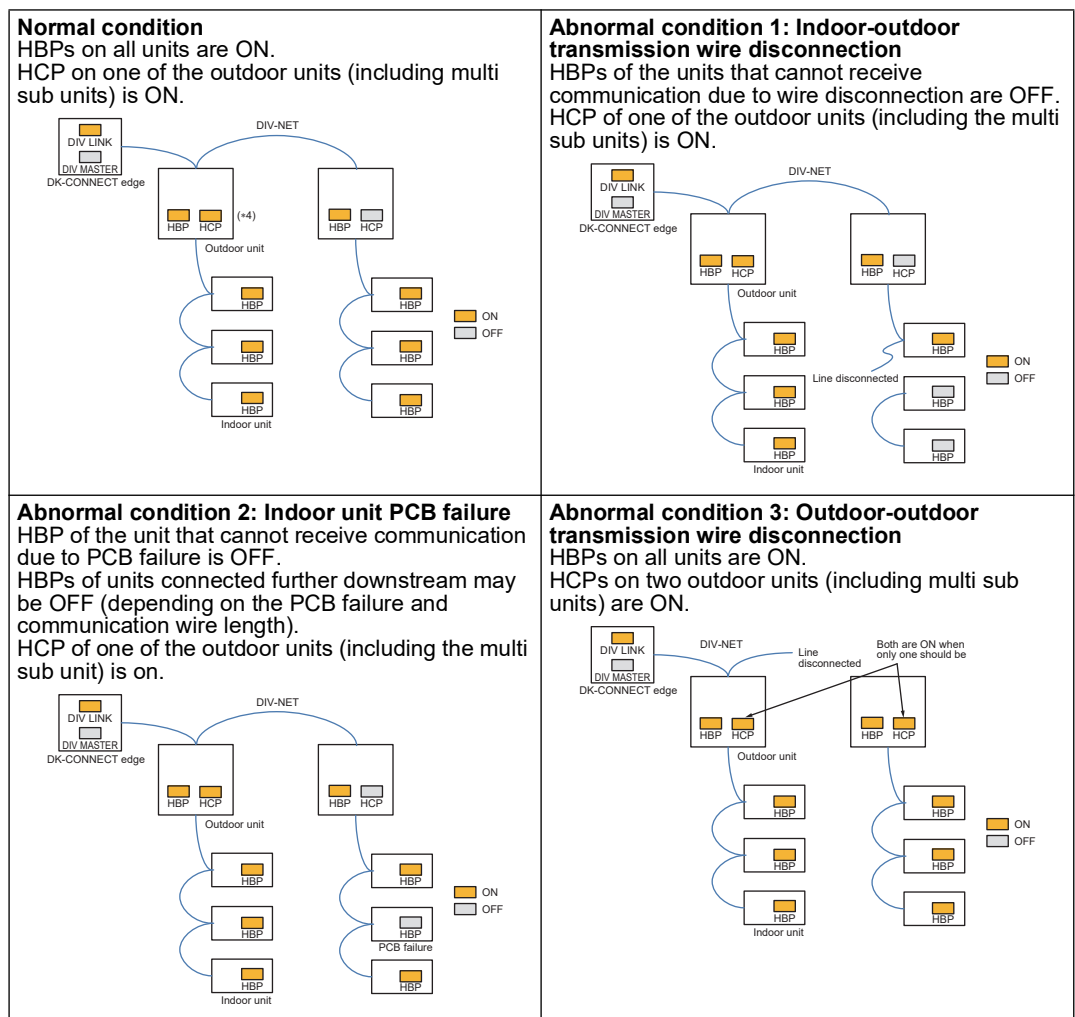 Normal condition
HBPs on all units are ON.
HCP on one of the outdoor units (including multi
sub units) is ON.
DIV LINK
DIV MASTER
DK-CONNECT edge
DIV-NET
HBP HCP (*4)
HBP HCP
Outdoor unit
HBP
HBP
HBP
Indoor unit
HBP
HBP
HBP
ON
OFF
Abnormal condition 1: Indoor-outdoor
transmission wire disconnection
HBPs of the units that cannot receive
communication due to wire disconnection are OFF.
HCP of one of the outdoor units (including the multi
sub units) is ON.
DIV LINK
DIV MASTER
DK-CONNECT edge
DIV-NET
HBP HCP
HBP HCP
Outdoor unit
HBP
HBP
HBP
Indoor unit
Line disconnected
HBP
HBP
HBP
ON
OFF
Abnormal condition 2: Indoor unit PCB failure
HBP of the unit that cannot receive communication
due to PCB failure is OFF.
HBPs of units connected further downstream may
be OFF (depending on the PCB failure and
communication wire length).
HCP of one of the outdoor units (including the multi
sub unit) is on.
DIV LINK
DIV MASTER
DK-CONNECT edge
DIV-NET
HBP HCP
HBP HCP
Outdoor unit
HBP
HBP
HBP
Indoor unit
HBP
HBP
PCB failure
HBP
ON
OFF
Abnormal condition 3: Outdoor-outdoor
transmission wire disconnection
HBPs on all units are ON.
HCPs on two outdoor units (including multi sub
units) are ON.
DIV LINK
DIV MASTER
DK-CONNECT edge
DIV-NET
Line
disconnected
Both are ON when
only one should be
HBP HCP
HBP HCP
Outdoor unit
HBP
HBP
HBP
Indoor unit
HBP
HBP
HBP
ON
OFF